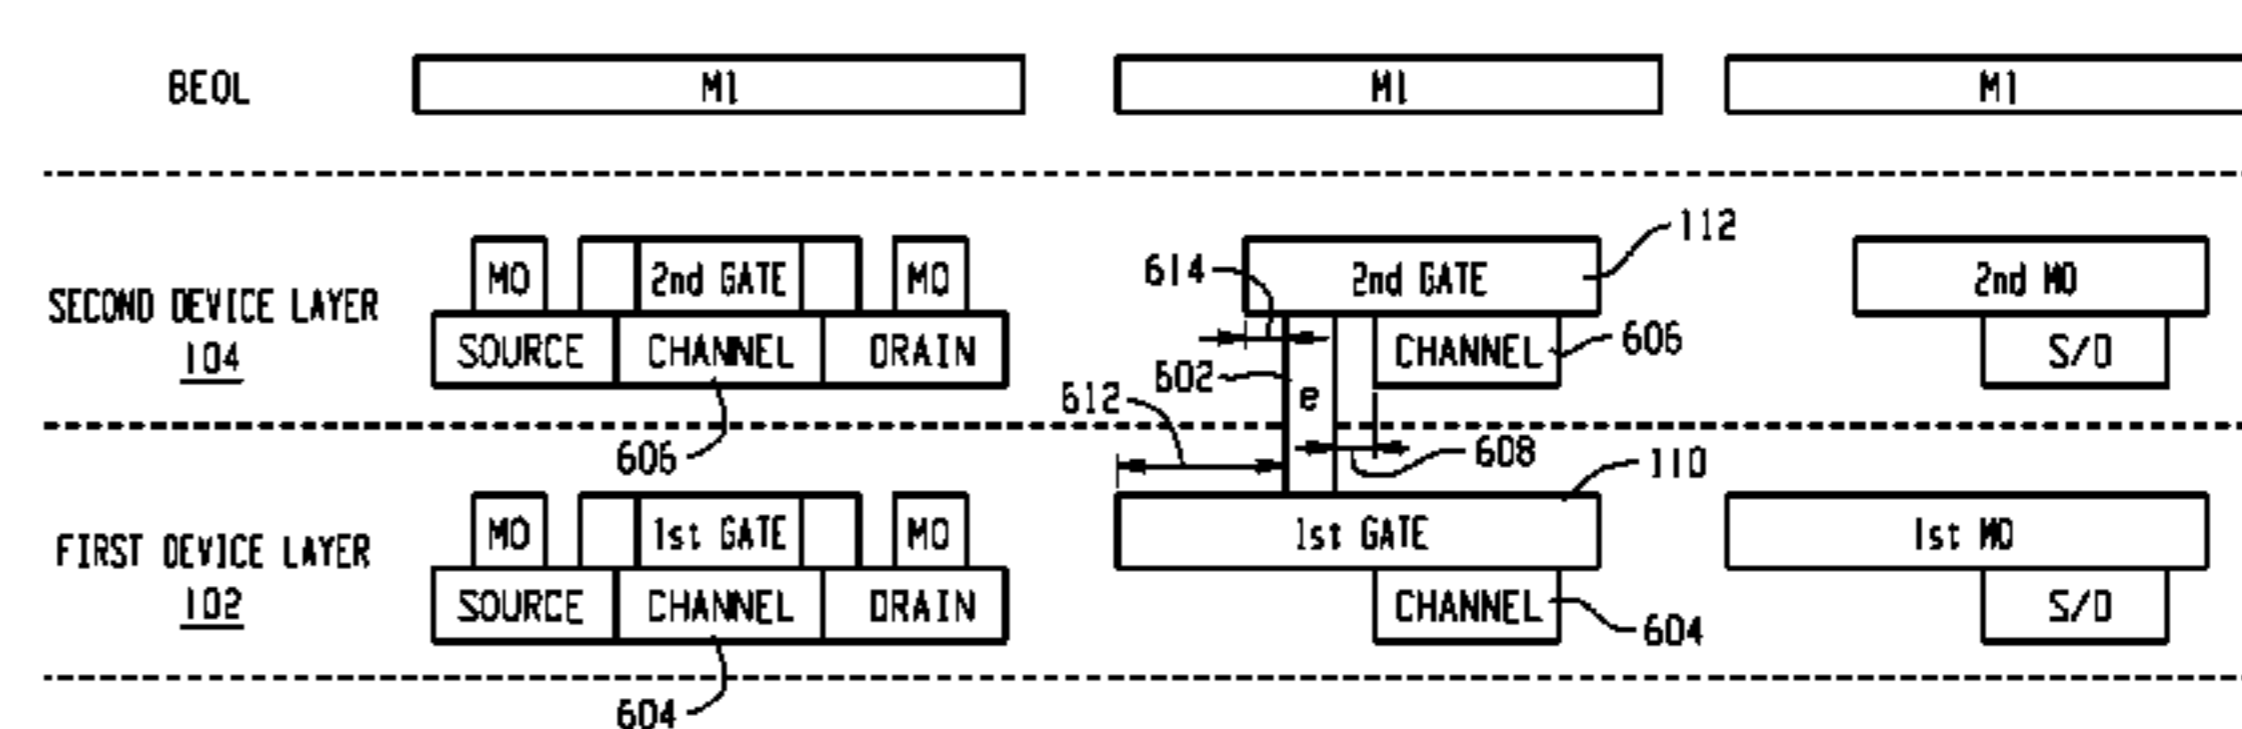 BEOL M1 M1 M1
112
614
MO 2nd GATE MO 2nd GATE 2nd MO
SECOND DEVICE LAYER
104
SOURCE CHANNEL DRAIN CHANNEL 606 S/D
602
612 e
606 608
110
MO 1st GATE MO 1st GATE 1st MO
FIRST DEVICE LAYER
102
SOURCE CHANNEL DRAIN CHANNEL S/D
604
604